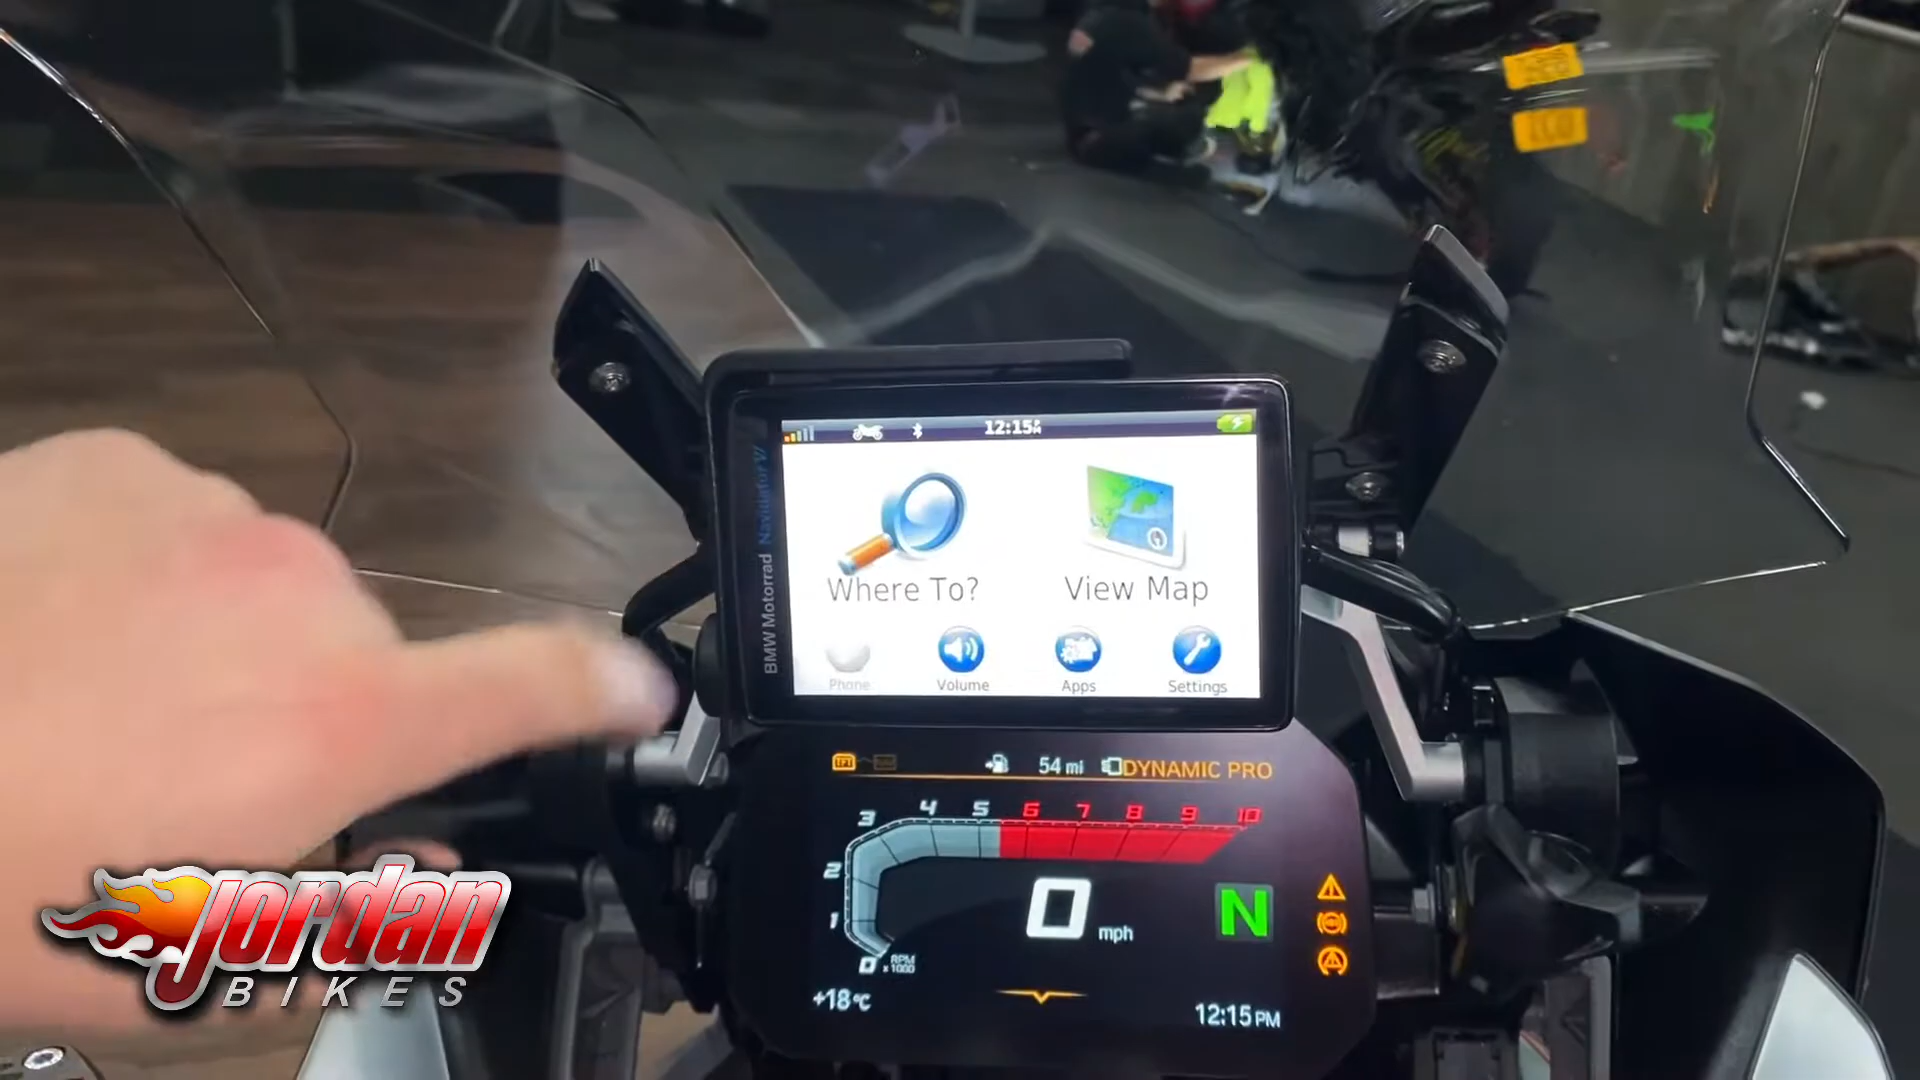 12:15
BMW Motorrad Navigator VI
Where To?
View Map
Phone
Volume
Apps
Settings
TFT
54 mi
DYNAMIC PRO
3 4 5 6 7 8 9 10
2
1
0
RPM
x 1000
0 mph
N
+18°C
12:15 PM
Jordan
BIKES